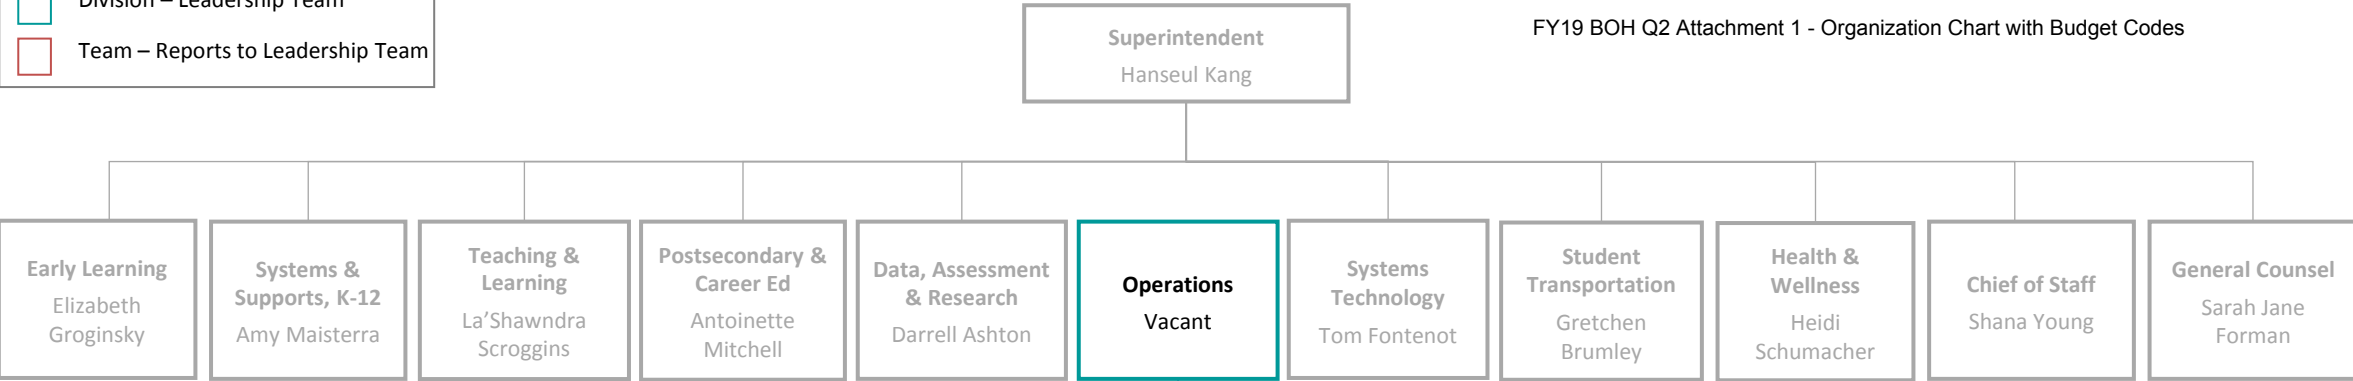 Division – Leadership Team
Team – Reports to Leadership Team
FY19 BOH Q2 Attachment 1 - Organization Chart with Budget Codes
Superintendent
Hanseul Kang
Early Learning
Elizabeth
Groginsky
Systems &
Supports, K-12
Amy Maisterra
Teaching &
Learning
La’Shawndra
Scroggins
Postsecondary &
Career Ed
Antoinette
Mitchell
Data, Assessment
& Research
Darrell Ashton
Operations
Vacant
Systems
Technology
Tom Fontenot
Student
Transportation
Gretchen
Brumley
Health &
Wellness
Heidi
Schumacher
Chief of Staff
Shana Young
General Counsel
Sarah Jane
Forman